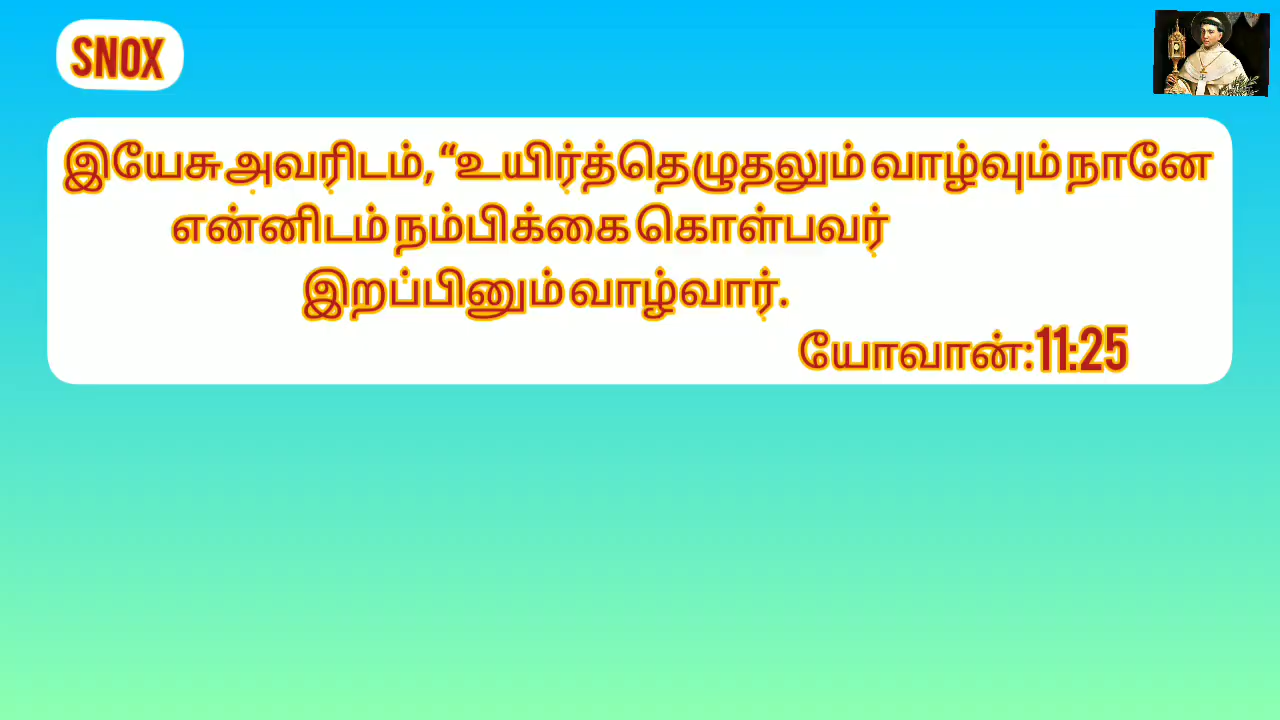 SNOX
இயேசு அவரிடம், “உயிர்த்தெழுதலும் வாழ்வும் நானே
என்னிடம் நம்பிக்கை கொள்பவர்
இறப்பினும் வாழ்வார்.
யோவான்:11:25